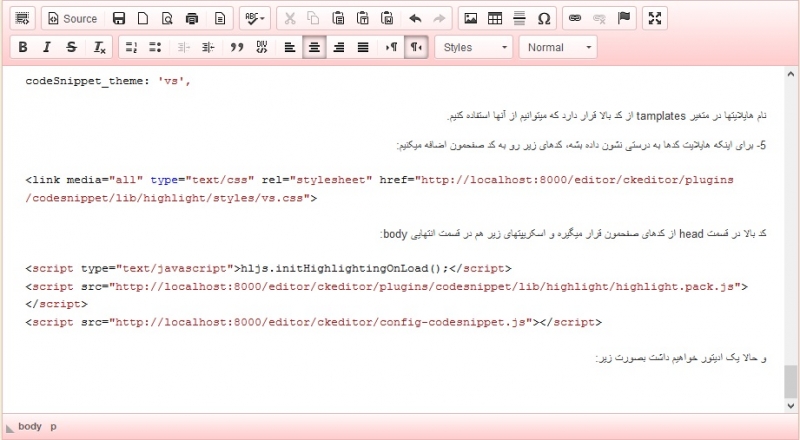 Source
Styles
Normal
codeSnippet_theme: 'vs',
نام هایلایتها در متغیر tamplates از کد بالا قرار دارد که میتوانیم از آنها استفاده کنیم.
5- برای اینکه هایلایت کدها به درستی نشون داده بشه، کدهای زیر رو به کد صفحمون اضافه میکنیم:
<link media="all" type="text/css" rel="stylesheet" href="http://localhost:8000/editor/ckeditor/plugins
/codesnippet/lib/highlight/styles/vs.css">
کد بالا در قسمت head از کدهای صفحمون قرار میگیره و اسکریپتهای زیر هم در قسمت انتهایی body:
<script type="text/javascript">hljs.initHighlightingOnLoad();</script>
<script src="http://localhost:8000/editor/ckeditor/plugins/codesnippet/lib/highlight/highlight.pack.js">
</script>
<script src="http://localhost:8000/editor/ckeditor/config-codesnippet.js"></script>
و حالا یک ادیتور خواهیم داشت بصورت زیر:
body p